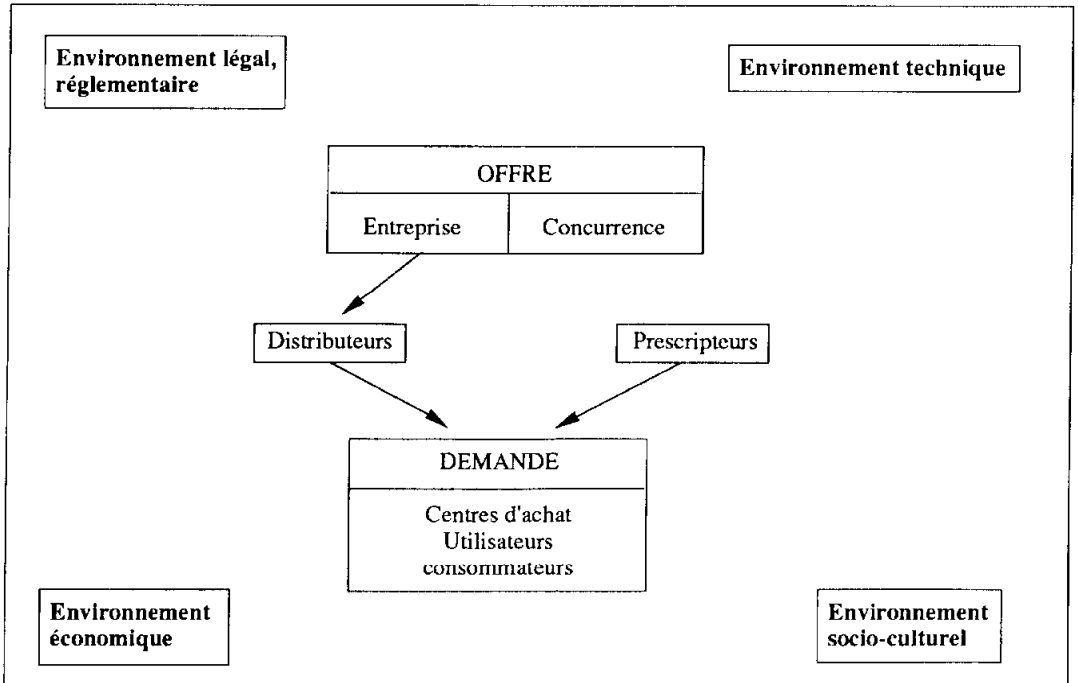 Environnement légal,
réglementaire
Environnement technique
OFFRE
Entreprise
Concurrence
Distributeurs
Prescripteurs
DEMANDE
Centres d'achat
Utilisateurs
consommateurs
Environnement
économique
Environnement
socio-culturel